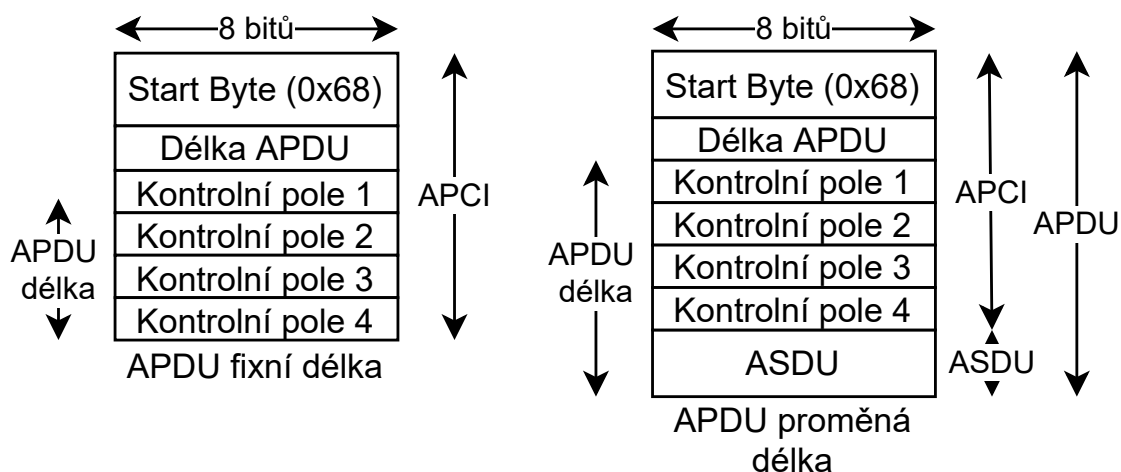 8 bitů
Start Byte (0x68)
Délka APDU
Kontrolní pole 1
Kontrolní pole 2
Kontrolní pole 3
Kontrolní pole 4
APCI
APDU
délka
APDU fixní délka
8 bitů
Start Byte (0x68)
Délka APDU
Kontrolní pole 1
Kontrolní pole 2
Kontrolní pole 3
Kontrolní pole 4
ASDU
APDU
délka
APCI
ASDU
APDU
APDU proměná
délka